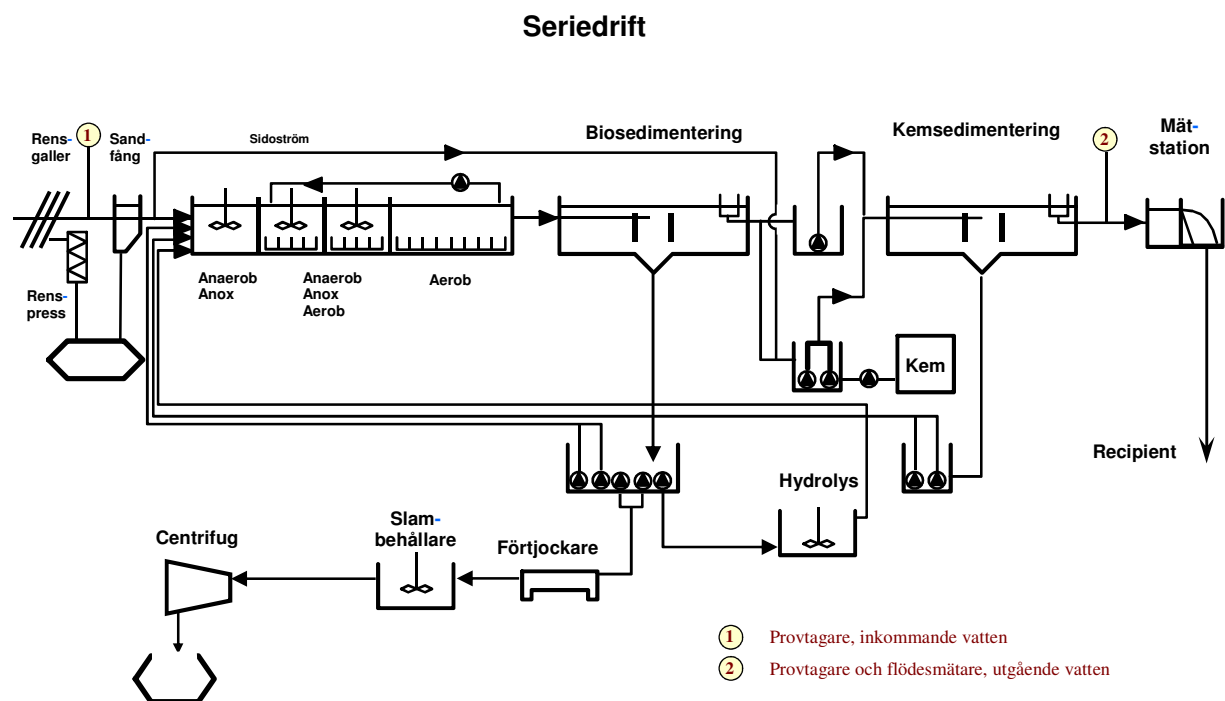 Seriedrift
Rens-
galler
1
Sand-
fång
Sidoström
Biosedimentering
Kemsedimentering
2
Mät-
station
Anaerob
Anox
Anaerob
Anox
Aerob
Aerob
Rens-
press
Kem
Recipient
Hydrolys
Slam-
behållare
Centrifug
Förtjockare
1 Provtagare, inkommande vatten
2 Provtagare och flödesmätare, utgående vatten